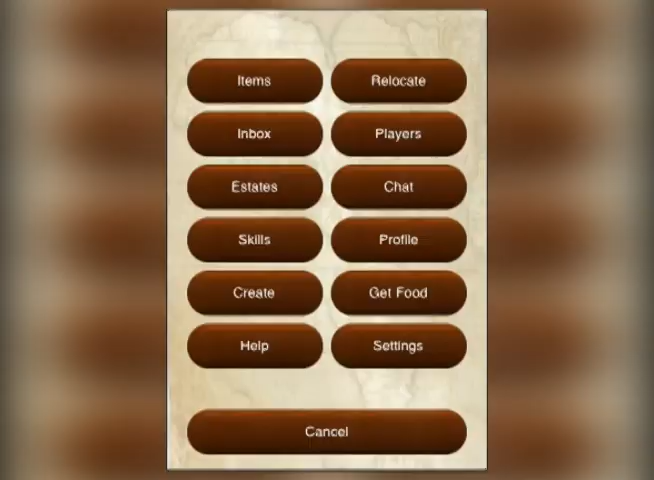 Items
Relocate
Inbox
Players
Estates
Chat
Skills
Profile
Create
Get Food
Help
Settings
Cancel